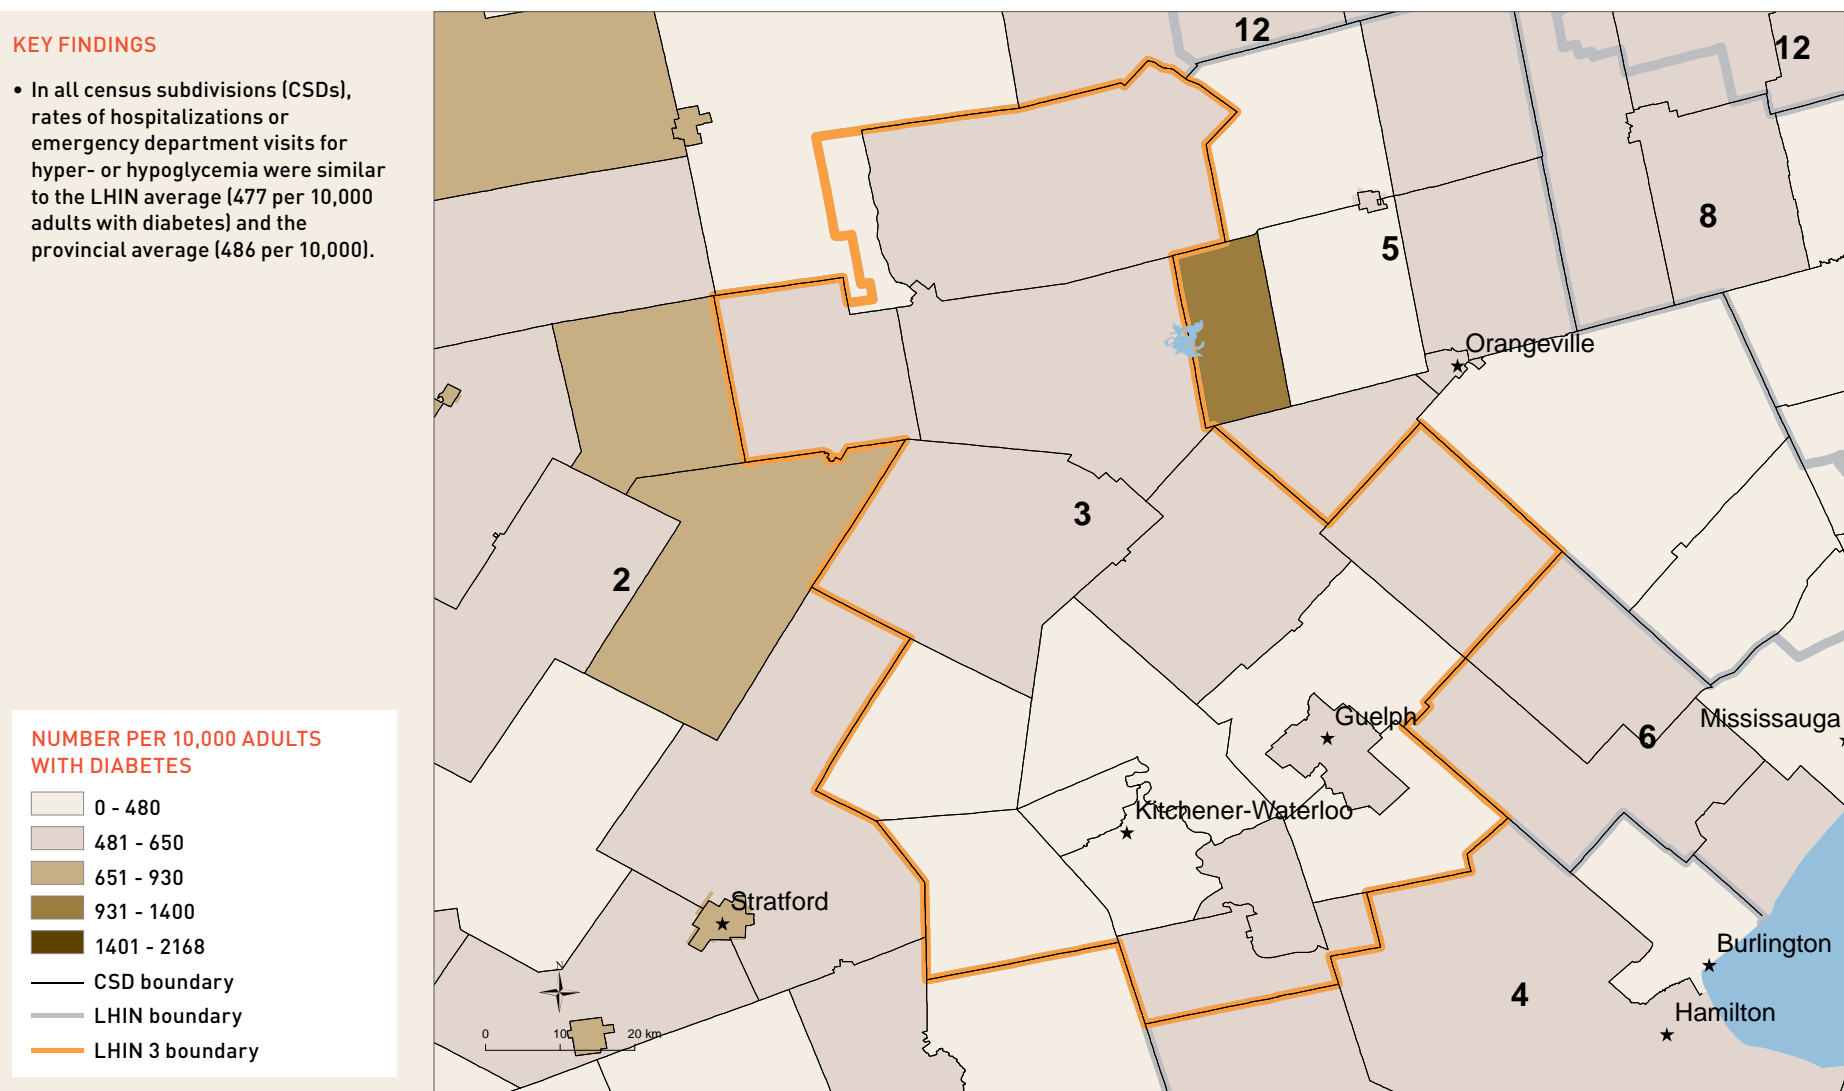 KEY FINDINGS
• In all census subdivisions (CSDs),
rates of hospitalizations or
emergency department visits for
hyper- or hypoglycemia were similar
to the LHIN average (477 per 10,000
adults with diabetes) and the
provincial average (486 per 10,000).
NUMBER PER 10,000 ADULTS
WITH DIABETES
0 - 480
481 - 650
651 - 930
931 - 1400
1401 - 2168
CSD boundary
LHIN boundary
LHIN 3 boundary
12
12
8
5
Orangeville
3
2
Guelph
Mississauga
6
Kitchener-Waterloo
Stratford
Burlington
4
Hamilton
N
0 10 20 km